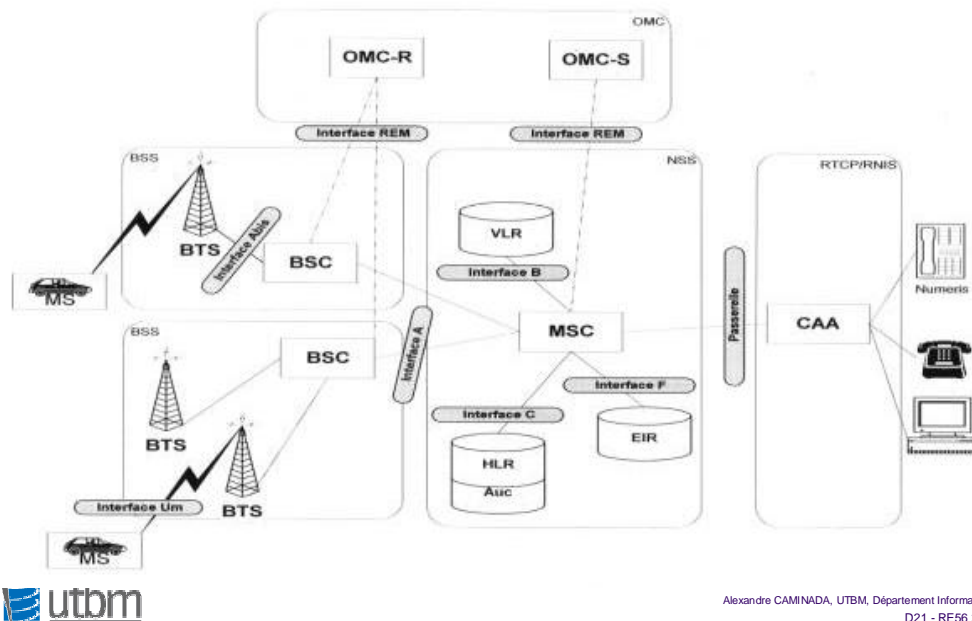 OMC
OMC-R
OMC-S
Interface REM
Interface REM
BSS
NSS
RTCP/RNIS
VLR
BTS
Interface Abis
BSC
Interface B
Numeris
MS
BSS
Interface A
MSC
Passerelle
CAA
BSC
Interface F
BTS
Interface C
EIR
HLR
Auc
Interface Um
BTS
MS
utbm
Alexandre CAMINADA, UTBM, Département Informa
D21 - RE56